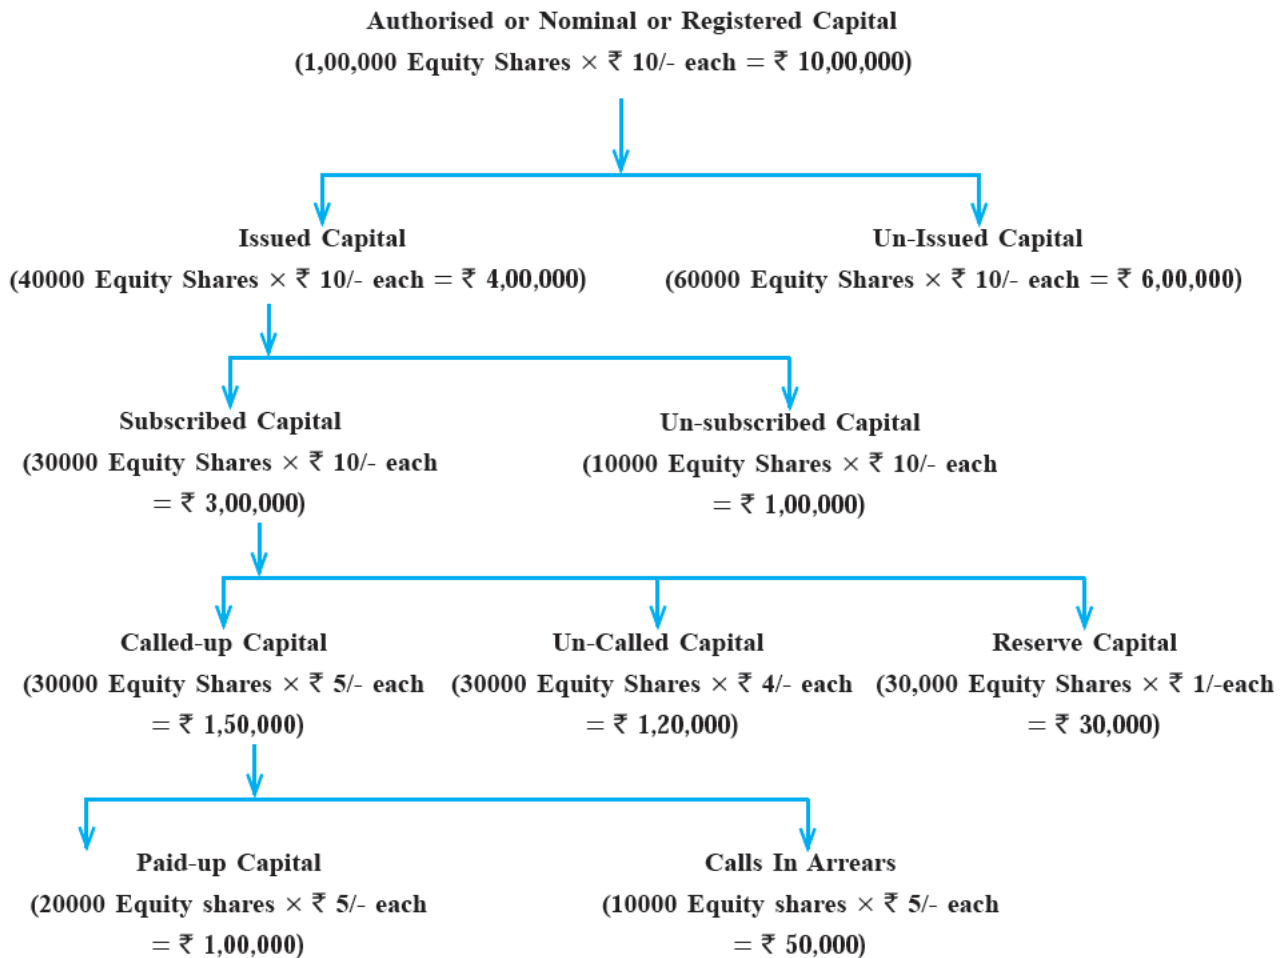 Authorised or Nominal or Registered Capital
(1,00,000 Equity Shares × ₹ 10/- each = ₹ 10,00,000)
Issued Capital
(40000 Equity Shares × ₹ 10/- each = ₹ 4,00,000)
Un-Issued Capital
(60000 Equity Shares × ₹ 10/- each = ₹ 6,00,000)
Subscribed Capital
(30000 Equity Shares × ₹ 10/- each
= ₹ 3,00,000)
Un-subscribed Capital
(10000 Equity Shares × ₹ 10/- each
= ₹ 1,00,000)
Called-up Capital
(30000 Equity Shares × ₹ 5/- each
= ₹ 1,50,000)
Un-Called Capital
(30000 Equity Shares × ₹ 4/- each
= ₹ 1,20,000)
Reserve Capital
(30,000 Equity Shares × ₹ 1/-each
= ₹ 30,000)
Paid-up Capital
(20000 Equity shares × ₹ 5/- each
= ₹ 1,00,000)
Calls In Arrears
(10000 Equity shares × ₹ 5/- each
= ₹ 50,000)